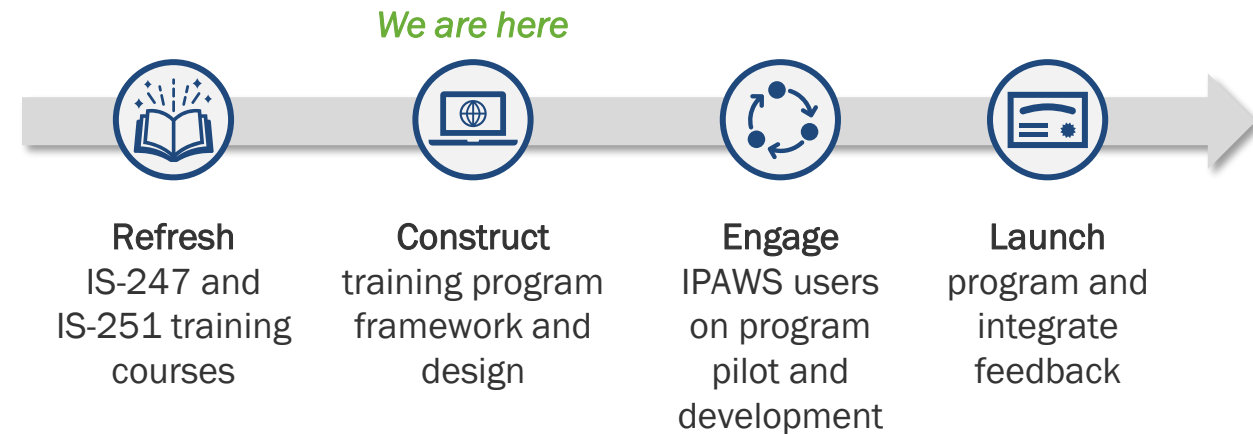 We are here
Refresh
IS-247 and
IS-251 training
courses
Construct
training program
framework and
design
Engage
IPAWS users
on program
pilot and
development
Launch
program and
integrate
feedback